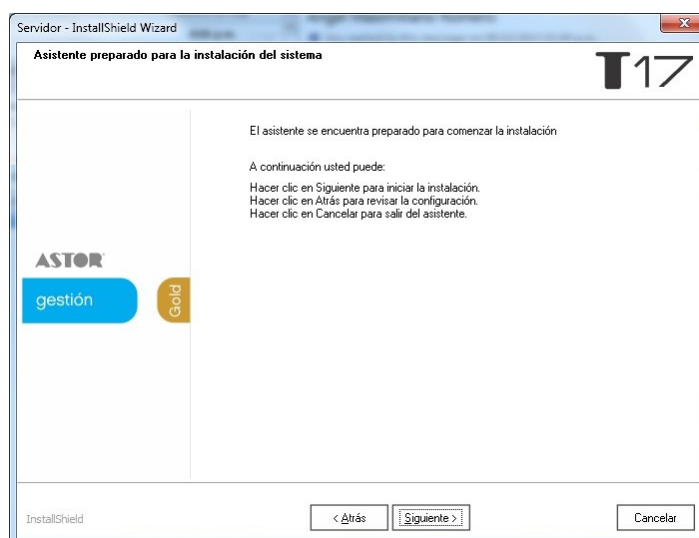 Servidor - InstallShield Wizard
Asistente preparado para la instalación del sistema
T17
El asistente se encuentra preparado para comenzar la instalación
A continuación usted puede:
Hacer clic en Siguiente para iniciar la instalación.
Hacer clic en Atrás para revisar la configuración.
Hacer clic en Cancelar para salir del asistente.
ASTOR
gestión
Gold
InstallShield
< Atrás
Siguiente >
Cancelar